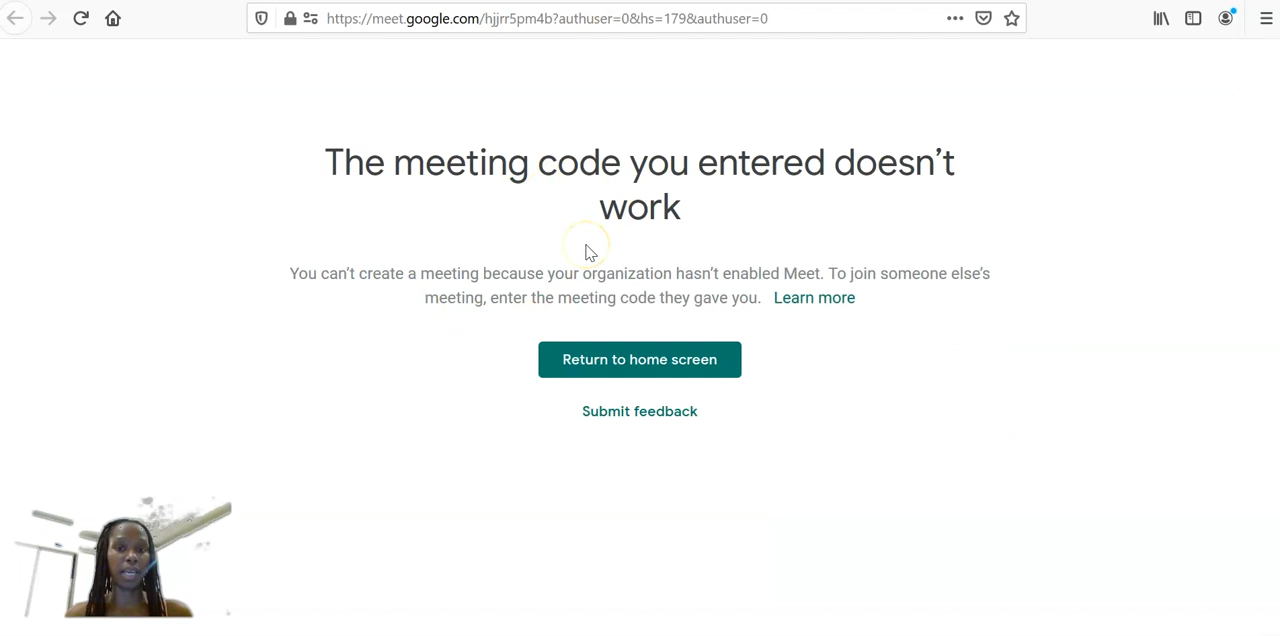 https://meet.google.com/hjjrr5pm4b?authuser=0&hs=179&authuser=0
The meeting code you entered doesn’t
work
You can’t create a meeting because your organization hasn’t enabled Meet. To join someone else’s
meeting, enter the meeting code they gave you. Learn more
Return to home screen
Submit feedback